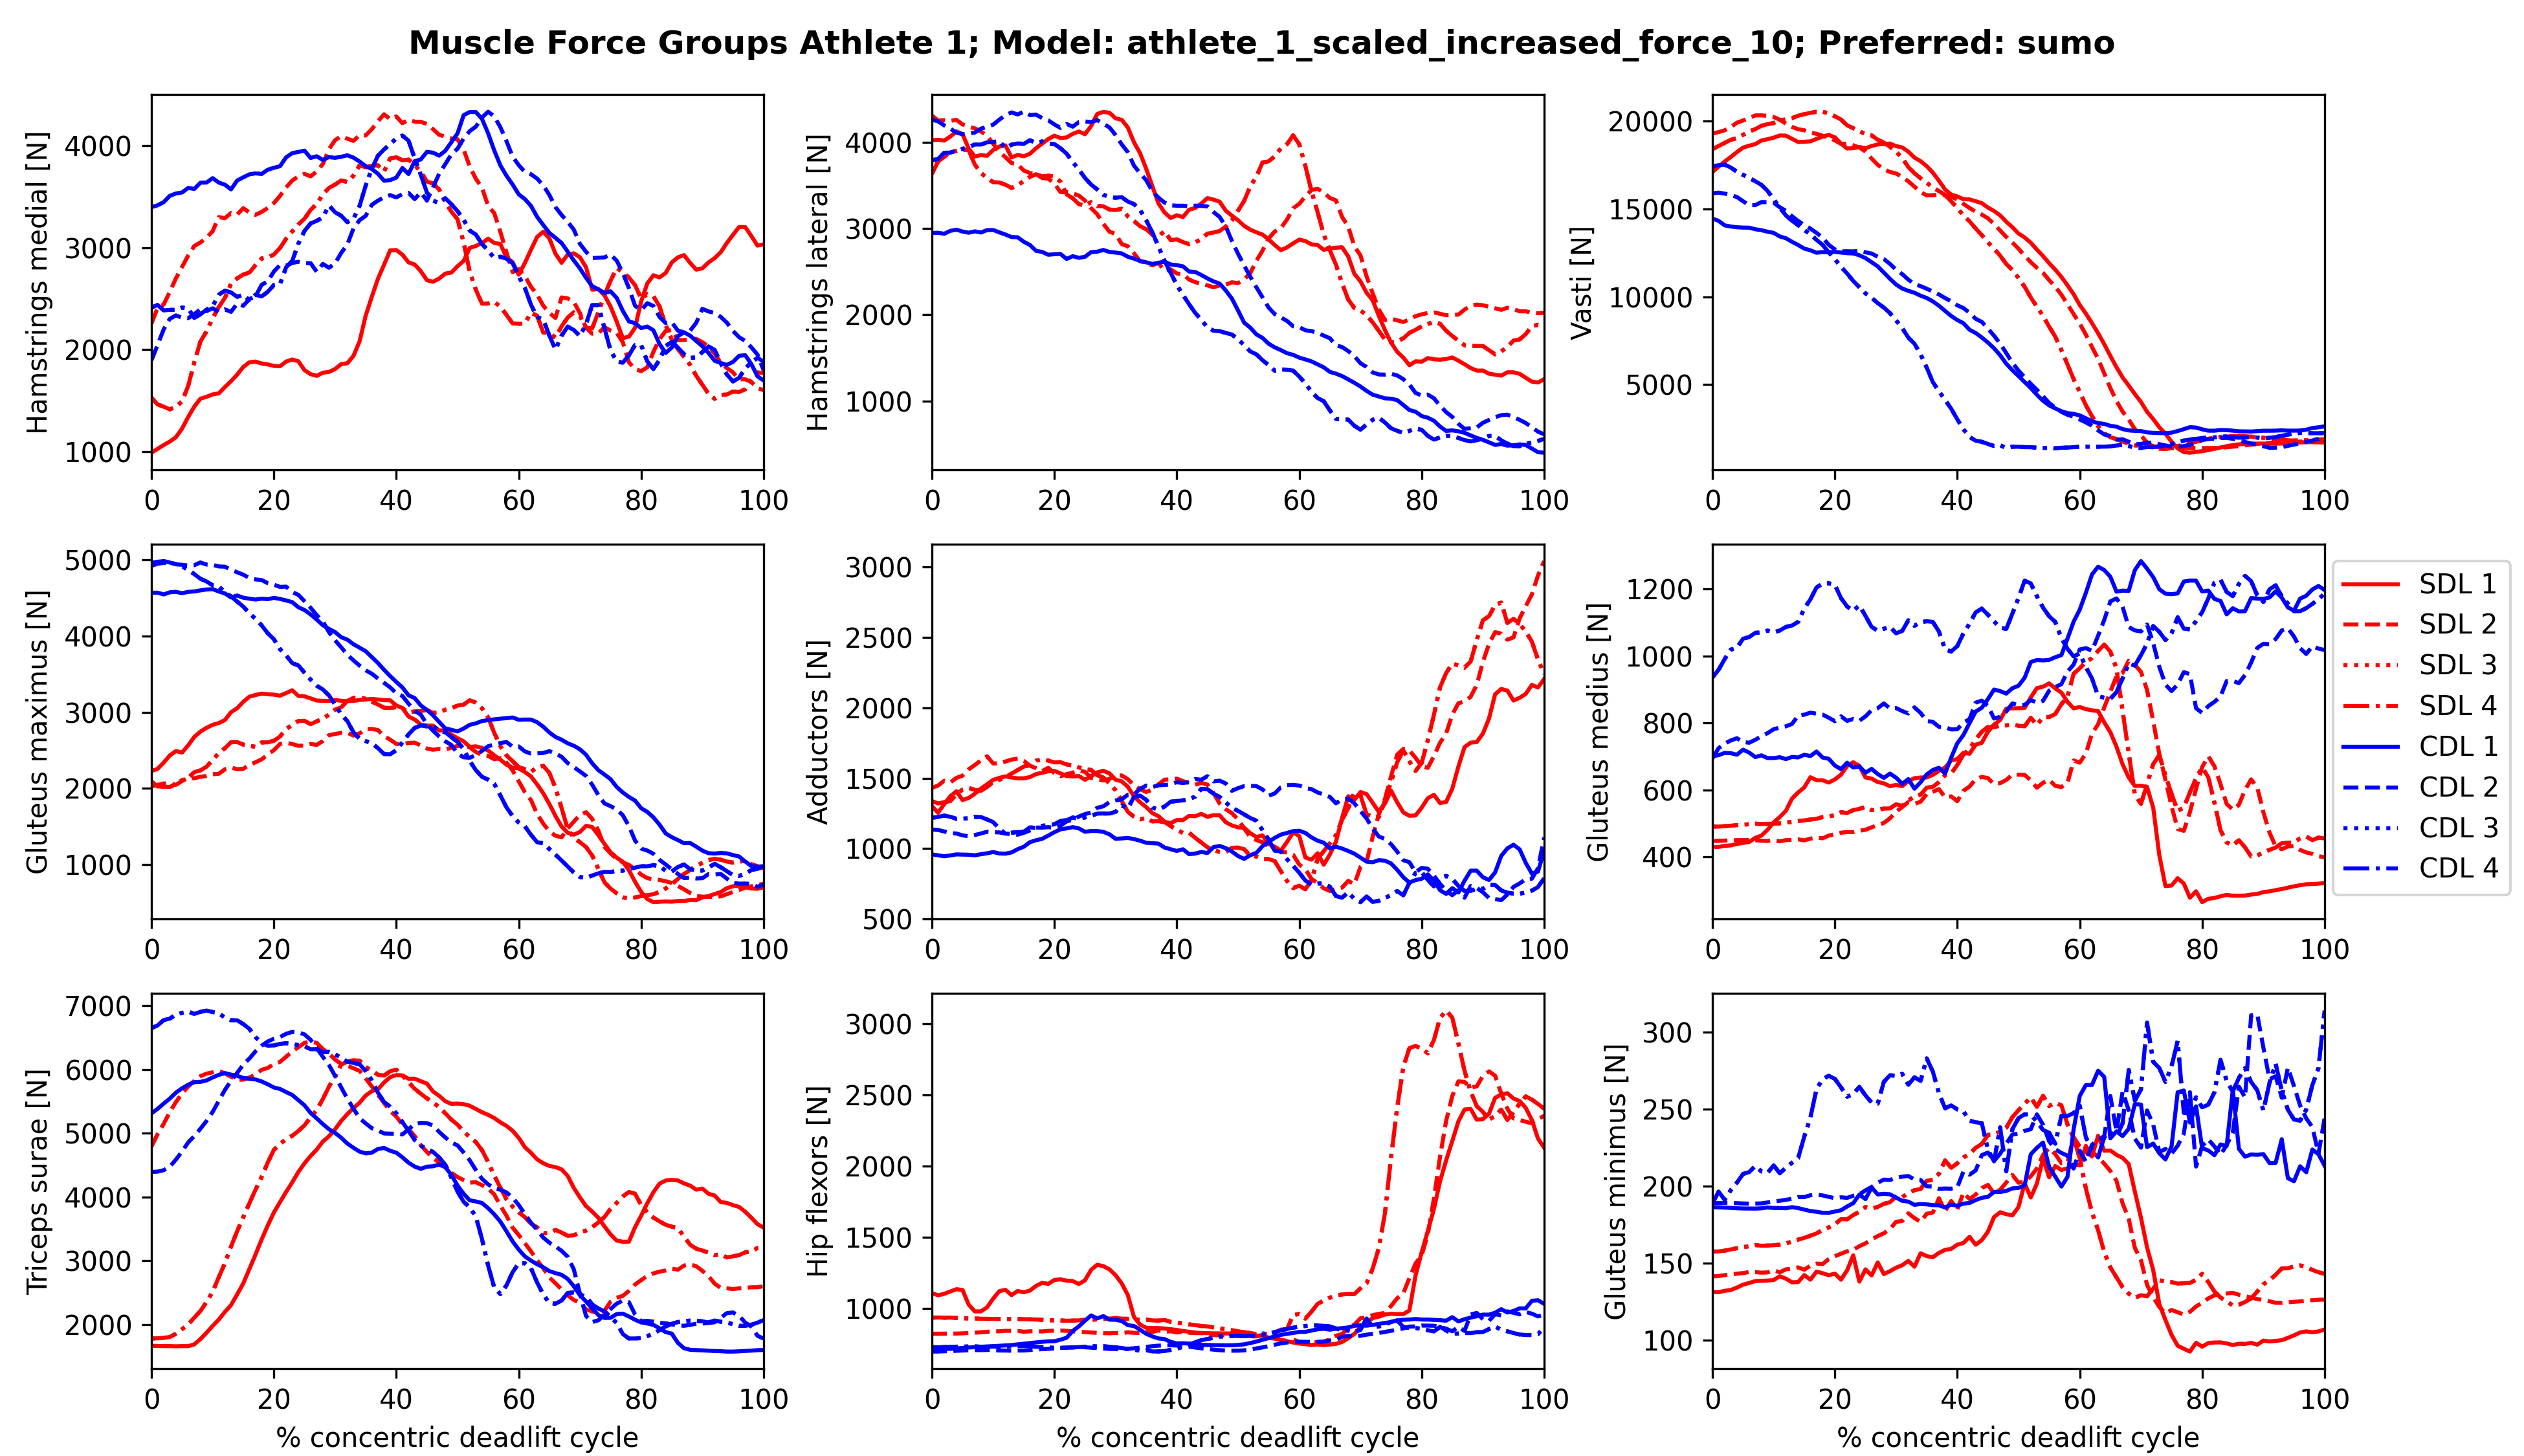 Muscle Force Groups Athlete 1; Model: athlete_1_scaled_increased_force_10; Preferred: sumo
Hamstrings medial [N]
4000
3000
2000
1000
0 20 40 60 80 100
Hamstrings lateral [N]
4000
3000
2000
1000
0 20 40 60 80 100
Vasti [N]
20000
15000
10000
5000
0 20 40 60 80 100
Gluteus maximus [N]
5000
4000
3000
2000
1000
0 20 40 60 80 100
Adductors [N]
3000
2500
2000
1500
1000
500
0 20 40 60 80 100
Gluteus medius [N]
1200
1000
800
600
400
0 20 40 60 80 100
SDL 1
SDL 2
SDL 3
SDL 4
CDL 1
CDL 2
CDL 3
CDL 4
Triceps surae [N]
7000
6000
5000
4000
3000
2000
0 20 40 60 80 100
% concentric deadlift cycle
Hip flexors [N]
3000
2500
2000
1500
1000
0 20 40 60 80 100
% concentric deadlift cycle
Gluteus minimus [N]
300
250
200
150
100
0 20 40 60 80 100
% concentric deadlift cycle